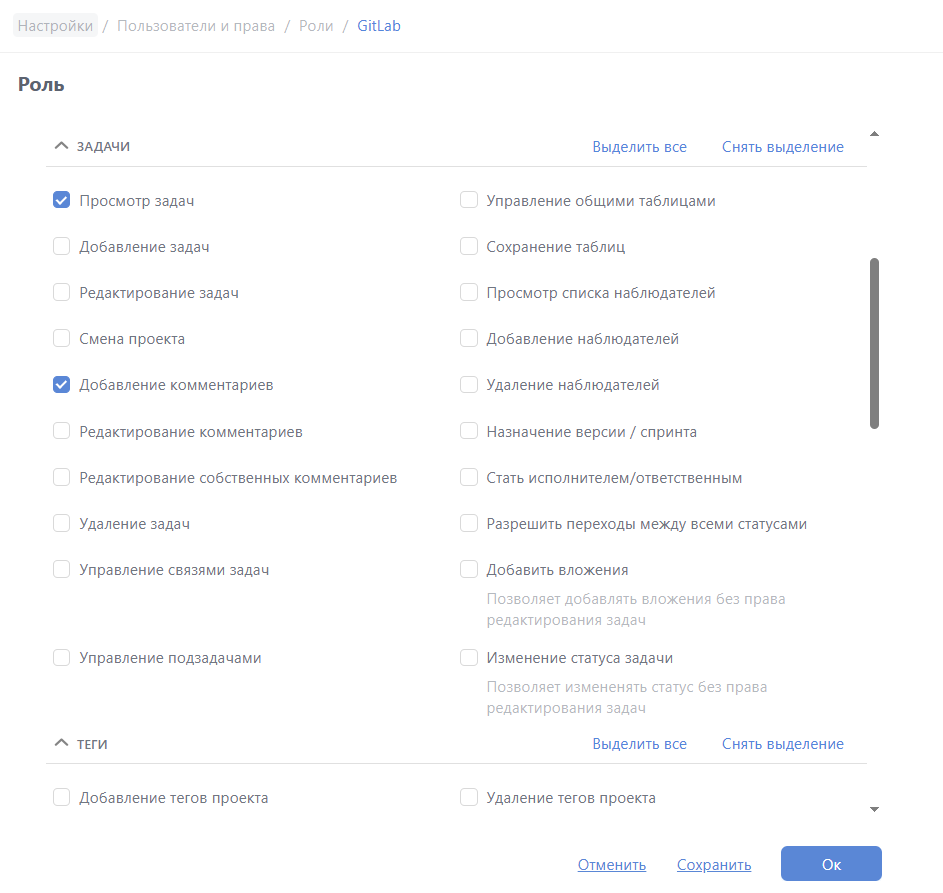 Настройки / Пользователи и права / Роли / GitLab
Роль
ЗАДАЧИ Выделить все Снять выделение
Просмотр задач Управление общими таблицами
Добавление задач Сохранение таблиц
Редактирование задач Просмотр списка наблюдателей
Смена проекта Добавление наблюдателей
Добавление комментариев Удаление наблюдателей
Редактирование комментариев Назначение версии / спринта
Редактирование собственных комментариев Стать исполнителем/ответственным
Удаление задач Разрешить переходы между всеми статусами
Управление связями задач Добавить вложения
Позволяет добавлять вложения без права
редактирования задач
Управление подзадачами Изменение статуса задачи
Позволяет измененять статус без права
редактирования задач
ТЕГИ Выделить все Снять выделение
Добавление тегов проекта Удаление тегов проекта
Отменить Сохранить Ок